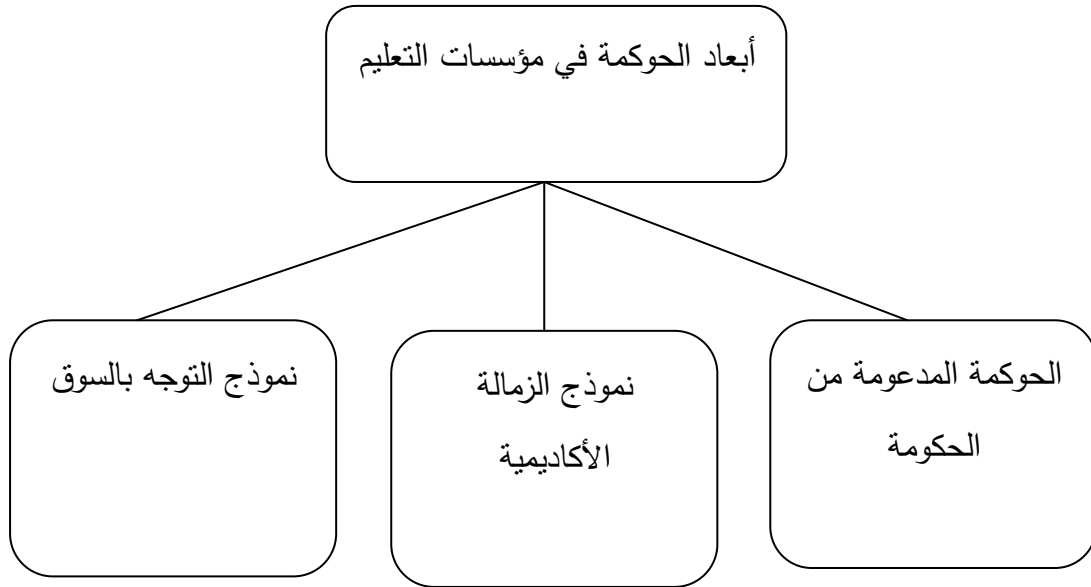 أبعاد الحوكمة في مؤسسات التعليم
الحوكمة المدعومة من
الحكومة
نموذج الزمالة
الأكاديمية
نموذج التوجه بالسوق